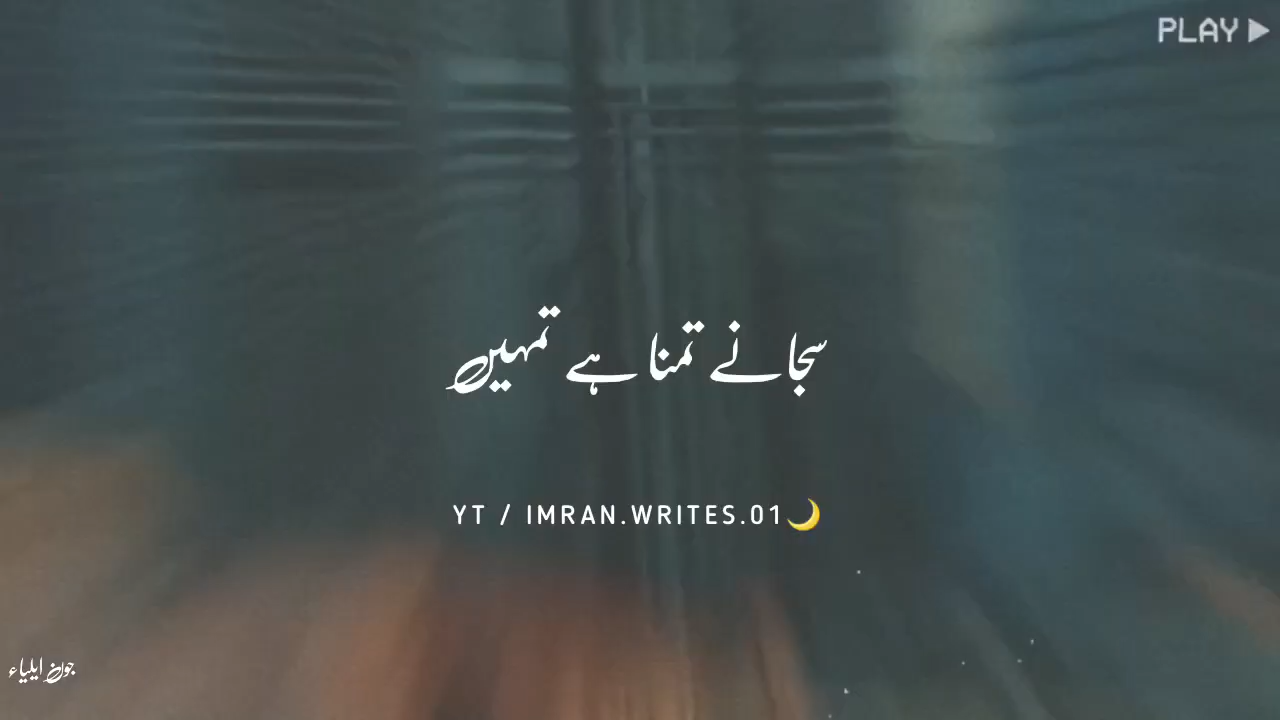 PLAY
سجانے تمنا ہے تمہیں
YT / IMRAN.WRITES.01🌙
جون ایلیاء